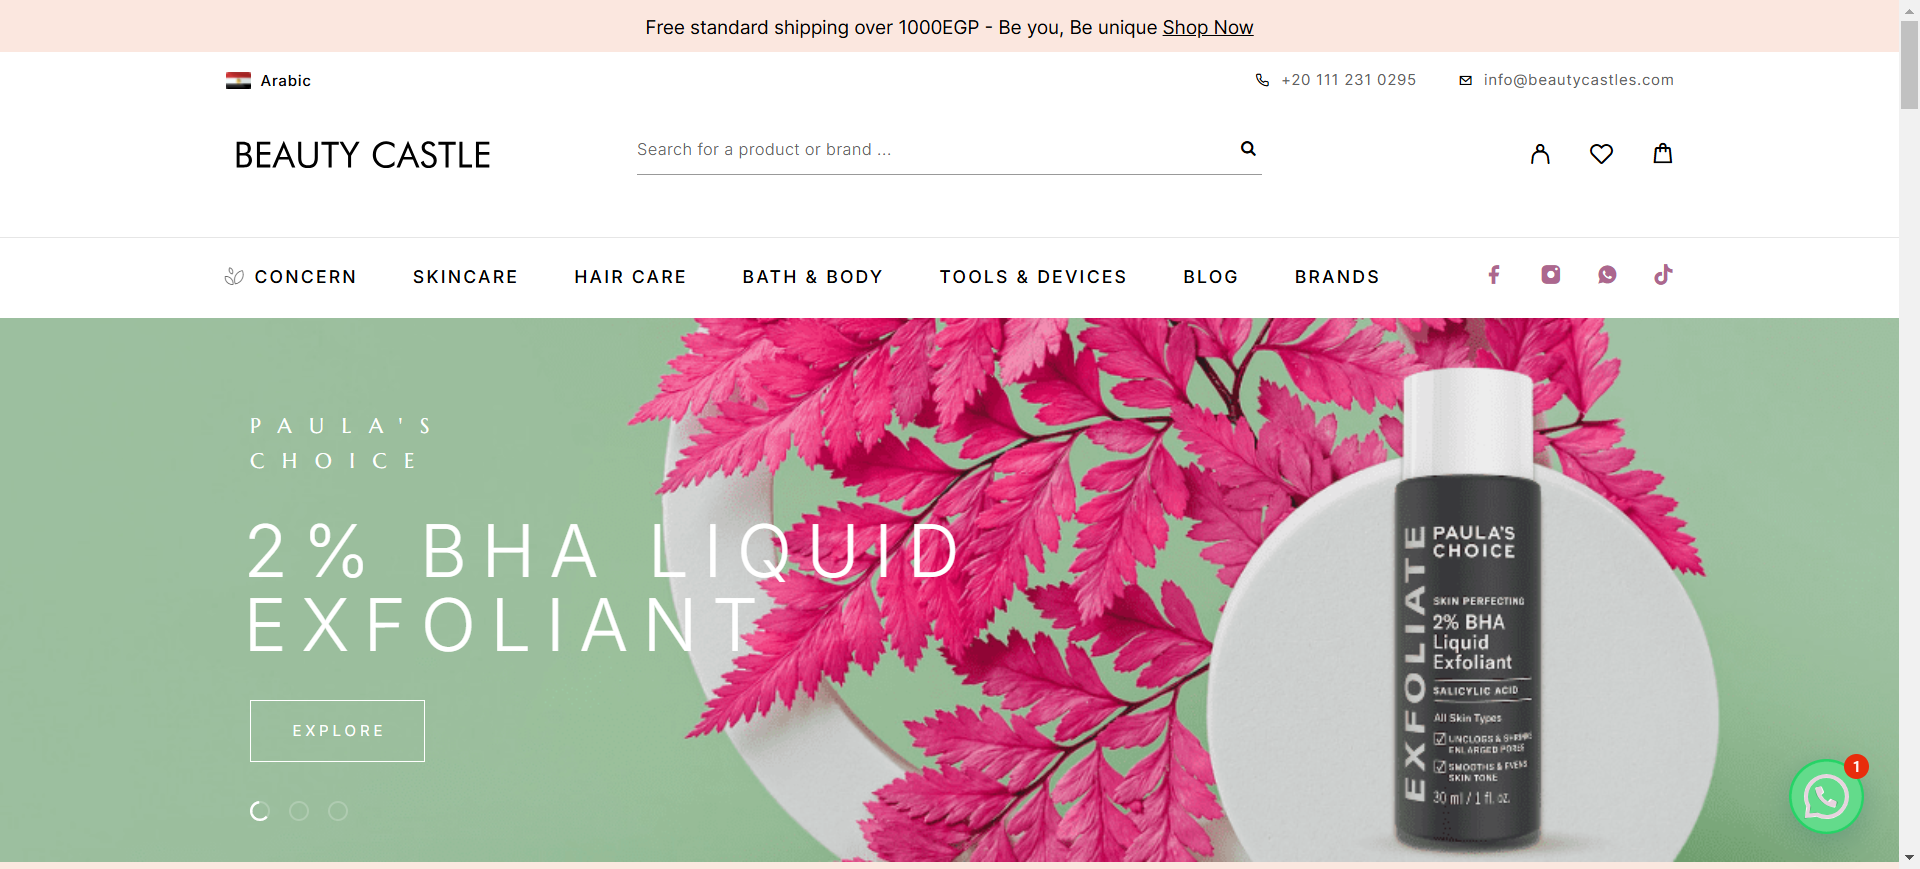 Free standard shipping over 1000EGP - Be you, Be unique Shop Now
Arabic
+20 111 231 0295
info@beautycastles.com
BEAUTY CASTLE
Search for a product or brand ...
CONCERN
SKINCARE
HAIR CARE
BATH & BODY
TOOLS & DEVICES
BLOG
BRANDS
PAULA'S
CHOICE
2% BHA LIQUID
EXFOLIANT
EXPLORE
EXFOLIATE
PAULA'S
CHOICE
SKIN PERFECTING
2% BHA
Liquid
Exfoliant
SALICYLIC ACID
All Skin Types
UNCLOGS & SHRINKS
ENLARGED PORES
SMOOTHS & EVENS
SKIN TONE
30 ml / 1 fl. oz.
1